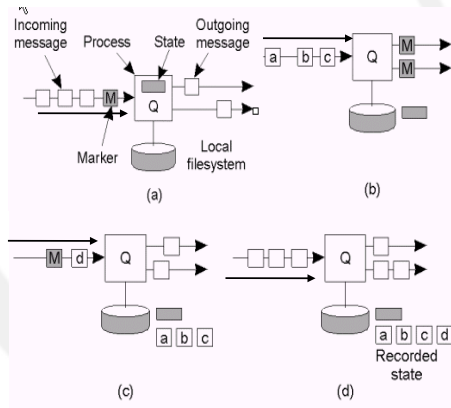 Incoming
message
Process
State
Outgoing
message
M
Q
Marker
Local
filesystem
(a)
a b c
Q
M
M
(b)
M d
Q
a b c
(c)
Q
a b c d
Recorded
state
(d)